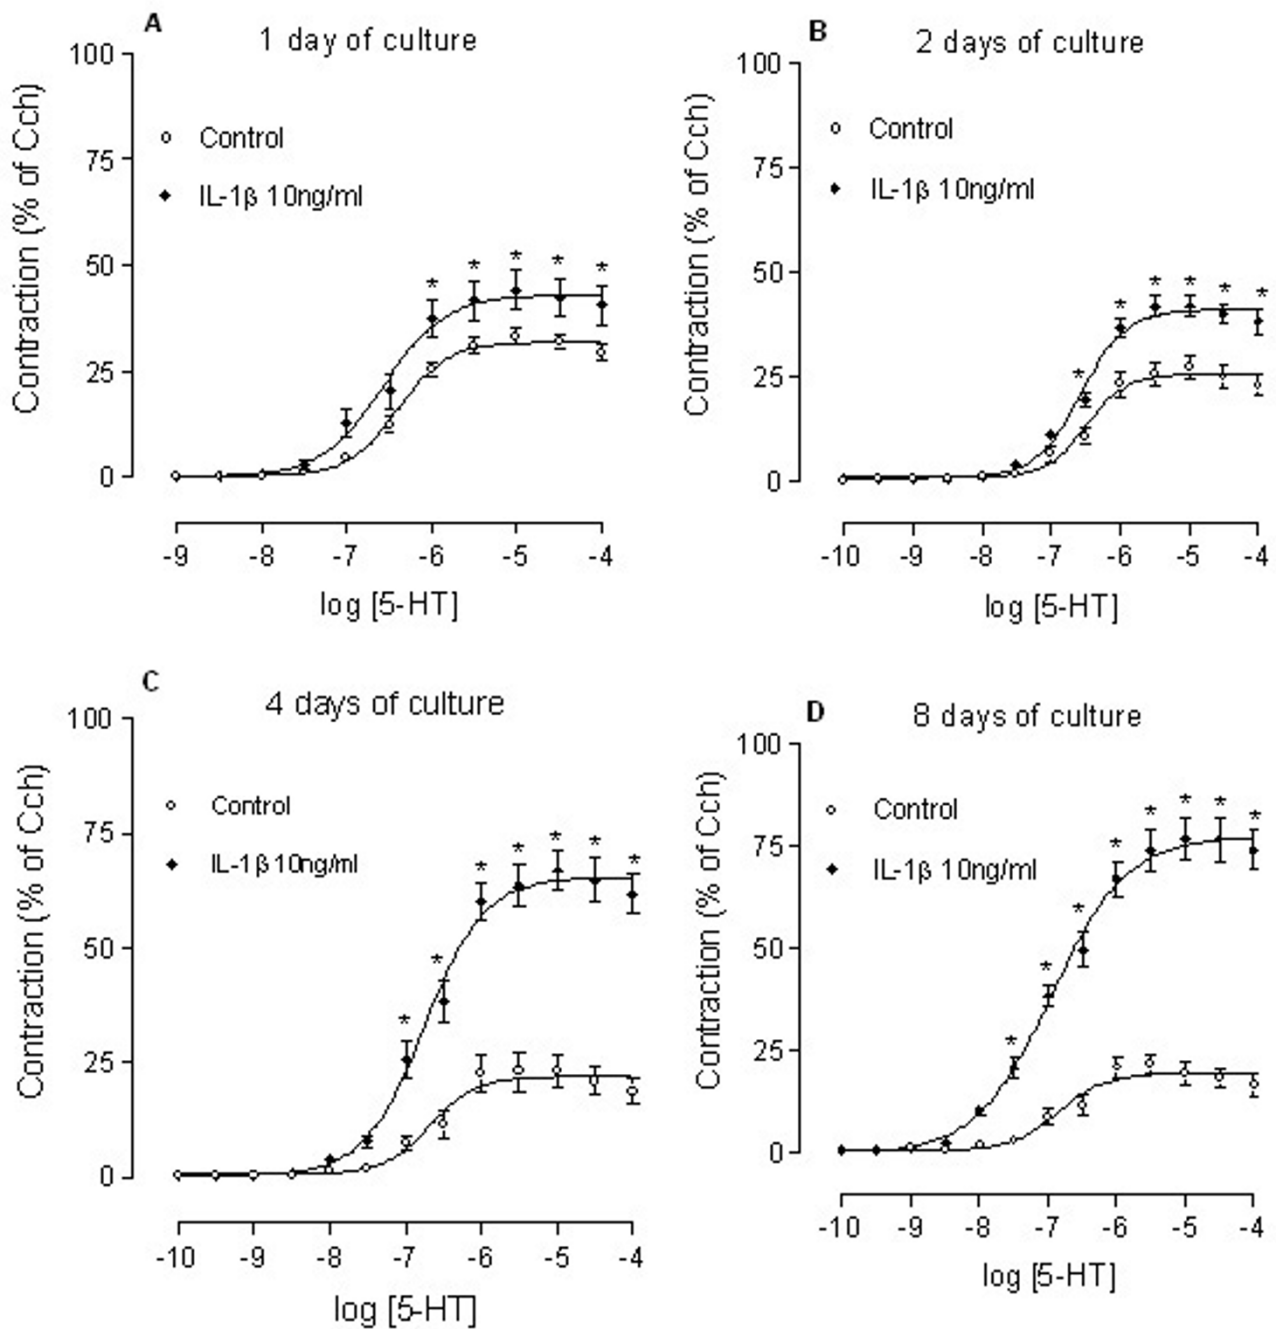 A
1 day of culture
100
75
50
25
0
Contraction (% of Cch)
Control
IL-1β 10ng/ml
* * * * *
-9 -8 -7 -6 -5 -4
log [5-HT]
B
2 days of culture
100
75
50
25
0
Contraction (% of Cch)
Control
IL-1β 10ng/ml
* * * * * *
-10 -9 -8 -7 -6 -5 -4
log [5-HT]
C
4 days of culture
100
75
50
25
0
Contraction (% of Cch)
Control
IL-1β 10ng/ml
* * * * * * *
-10 -9 -8 -7 -6 -5 -4
log [5-HT]
D
8 days of culture
100
75
50
25
0
Contraction (% of Cch)
Control
IL-1β 10ng/ml
* * * * * * * *
-10 -9 -8 -7 -6 -5 -4
log [5-HT]